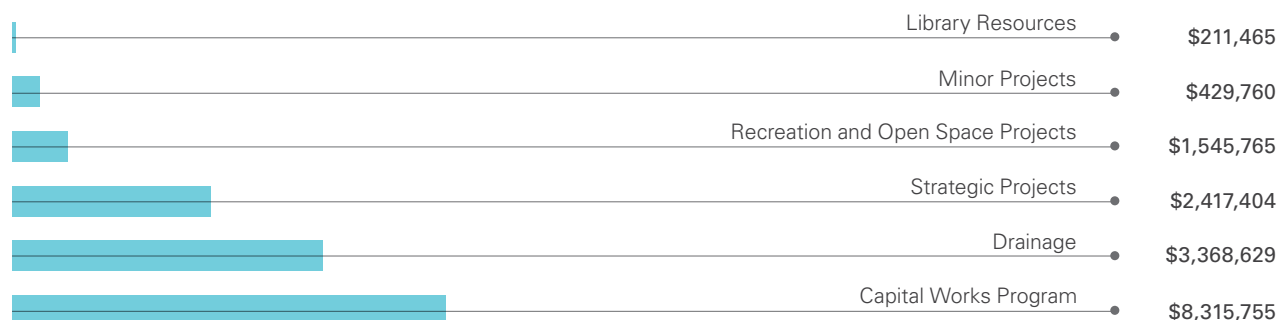 Library Resources $211,465
Minor Projects $429,760
Recreation and Open Space Projects $1,545,765
Strategic Projects $2,417,404
Drainage $3,368,629
Capital Works Program $8,315,755